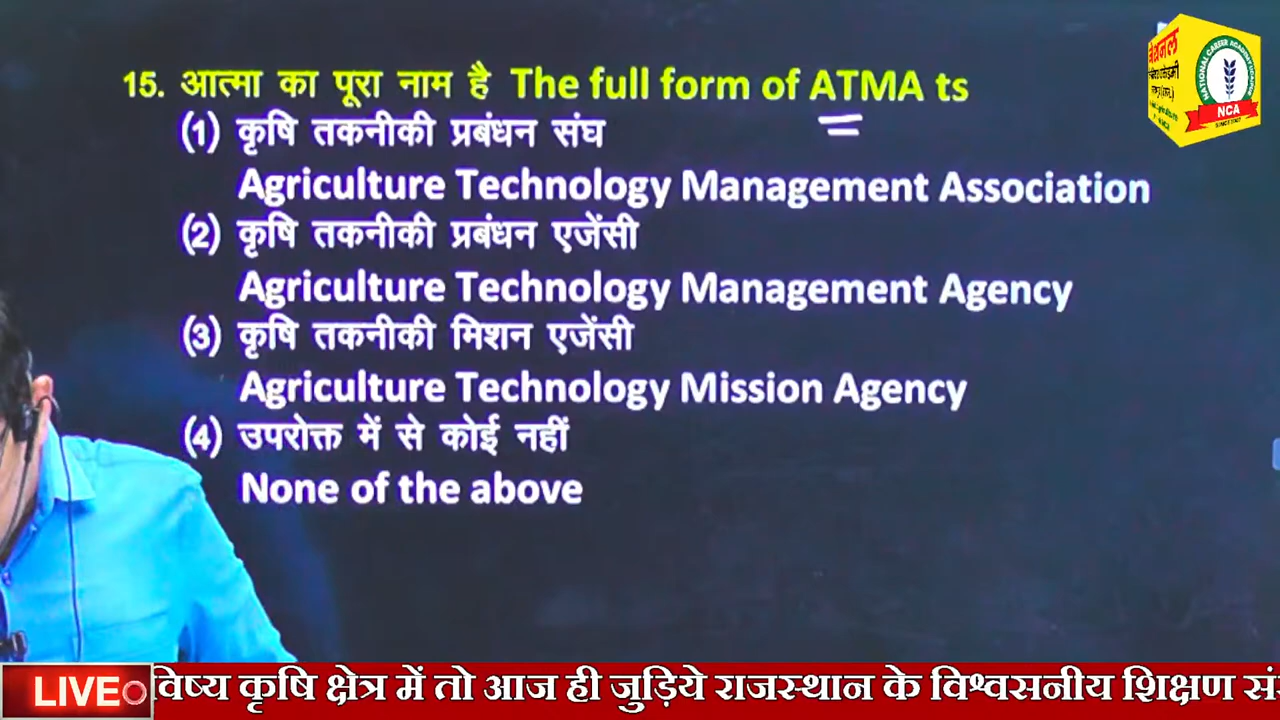 15. आत्मा का पूरा नाम है The full form of ATMA ts
(1) कृषि तकनीकी प्रबंधन संघ
Agriculture Technology Management Association
(2) कृषि तकनीकी प्रबंधन एजेंसी
Agriculture Technology Management Agency
(3) कृषि तकनीकी मिशन एजेंसी
Agriculture Technology Mission Agency
(4) उपरोक्त में से कोई नहीं
None of the above
NCA
LIVE
विष्य कृषि क्षेत्र में तो आज ही जुड़िये राजस्थान के विश्वसनीय शिक्षण सं